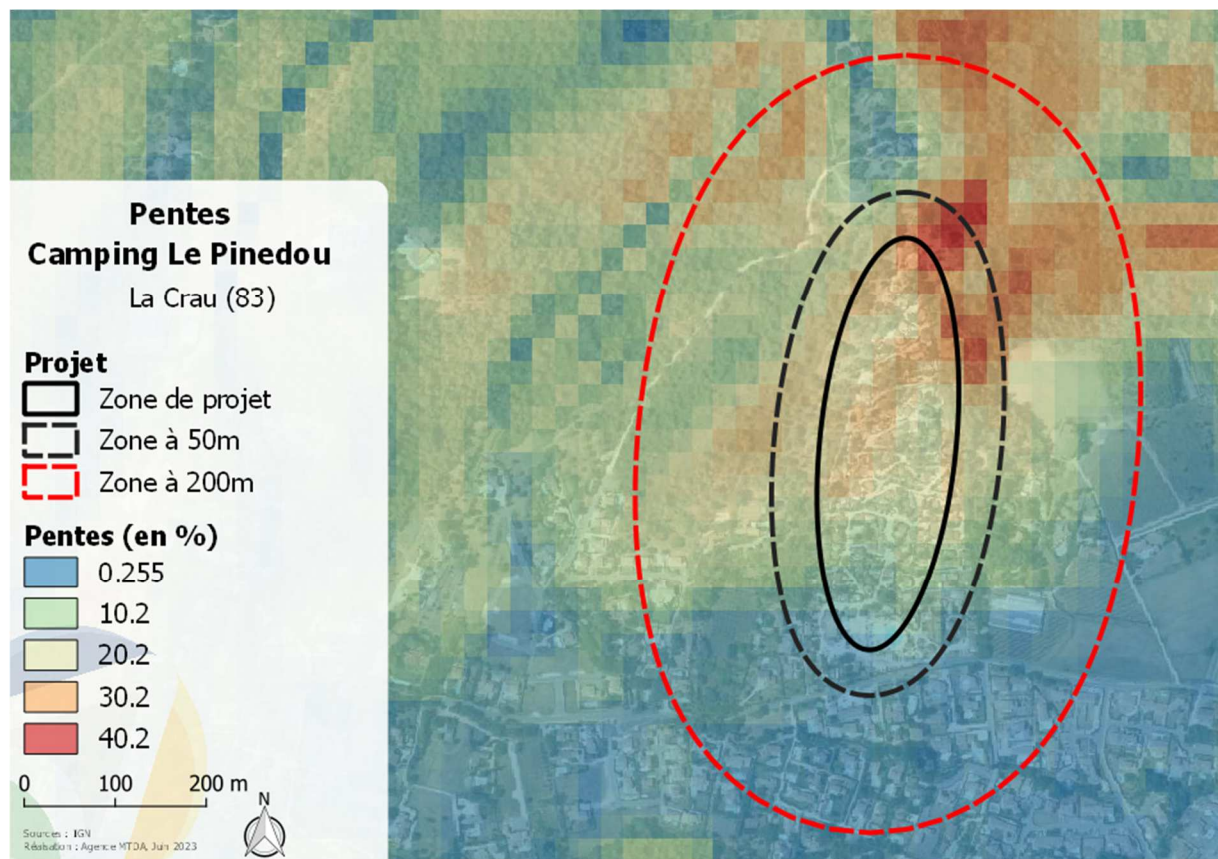 Pentes
Camping Le Pinedou
La Crau (83)
Projet
Zone de projet
Zone à 50m
Zone à 200m
Pentes (en %)
0.255
10.2
20.2
30.2
40.2
0 100 200 m
N
Sources : IGN
Réalisation : Agence MTDA, Juin 2023